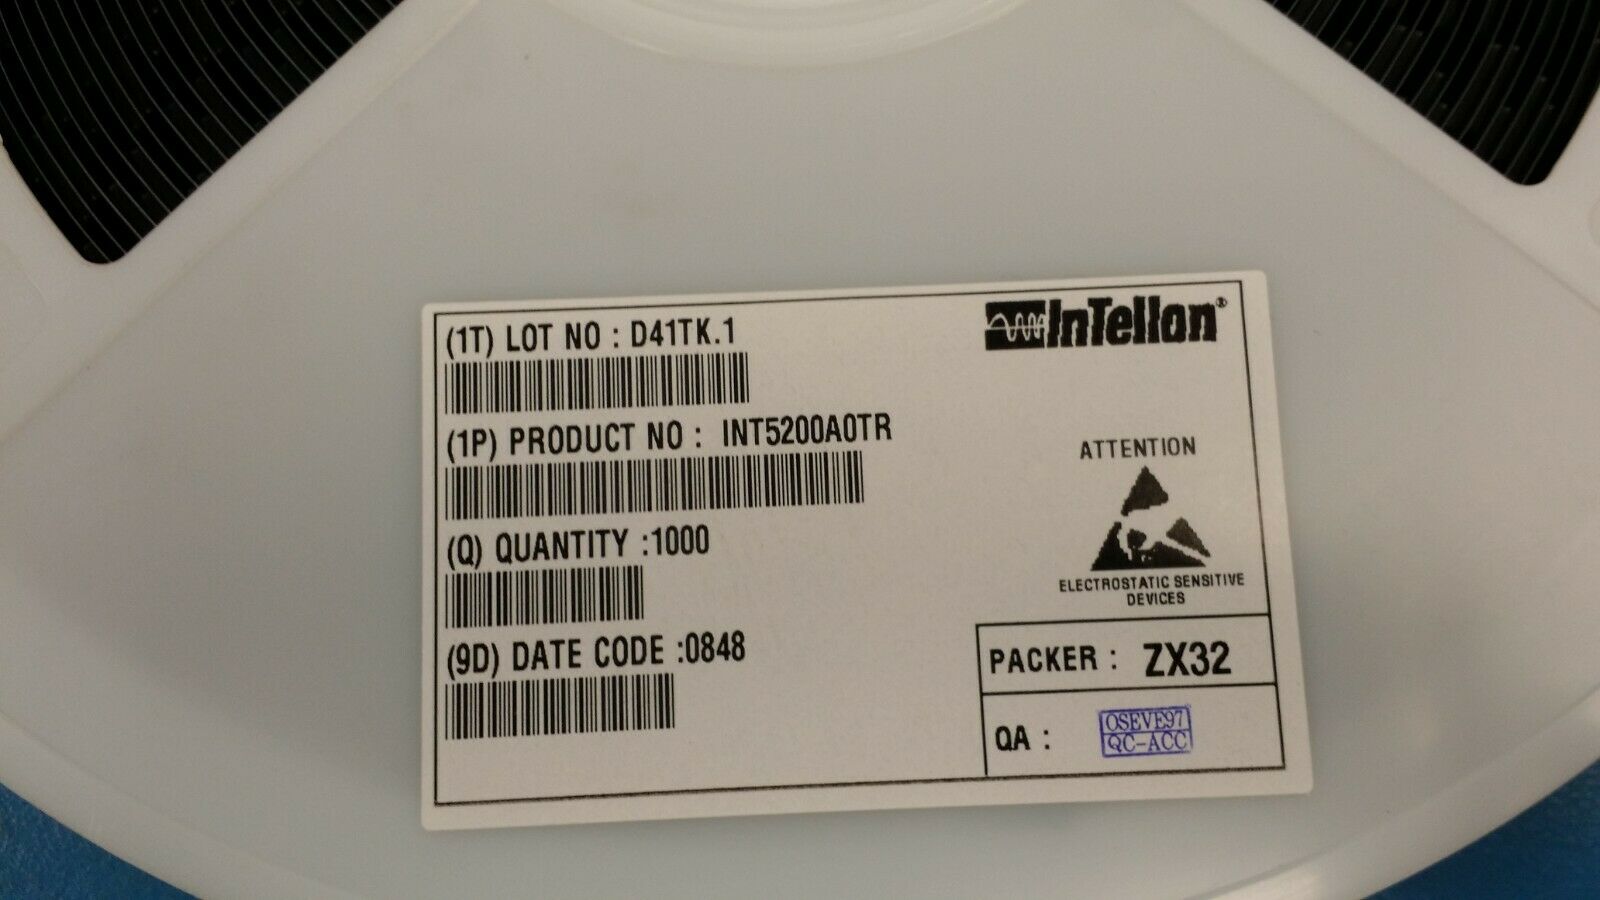 (1T) LOT NO : D41TK.1
InTellon®
(1P) PRODUCT NO : INT5200A0TR
(Q) QUANTITY :1000
(9D) DATE CODE :0848
ATTENTION
ELECTROSTATIC SENSITIVE
DEVICES
PACKER : ZX32
QA : OSEVE97
QC-ACC